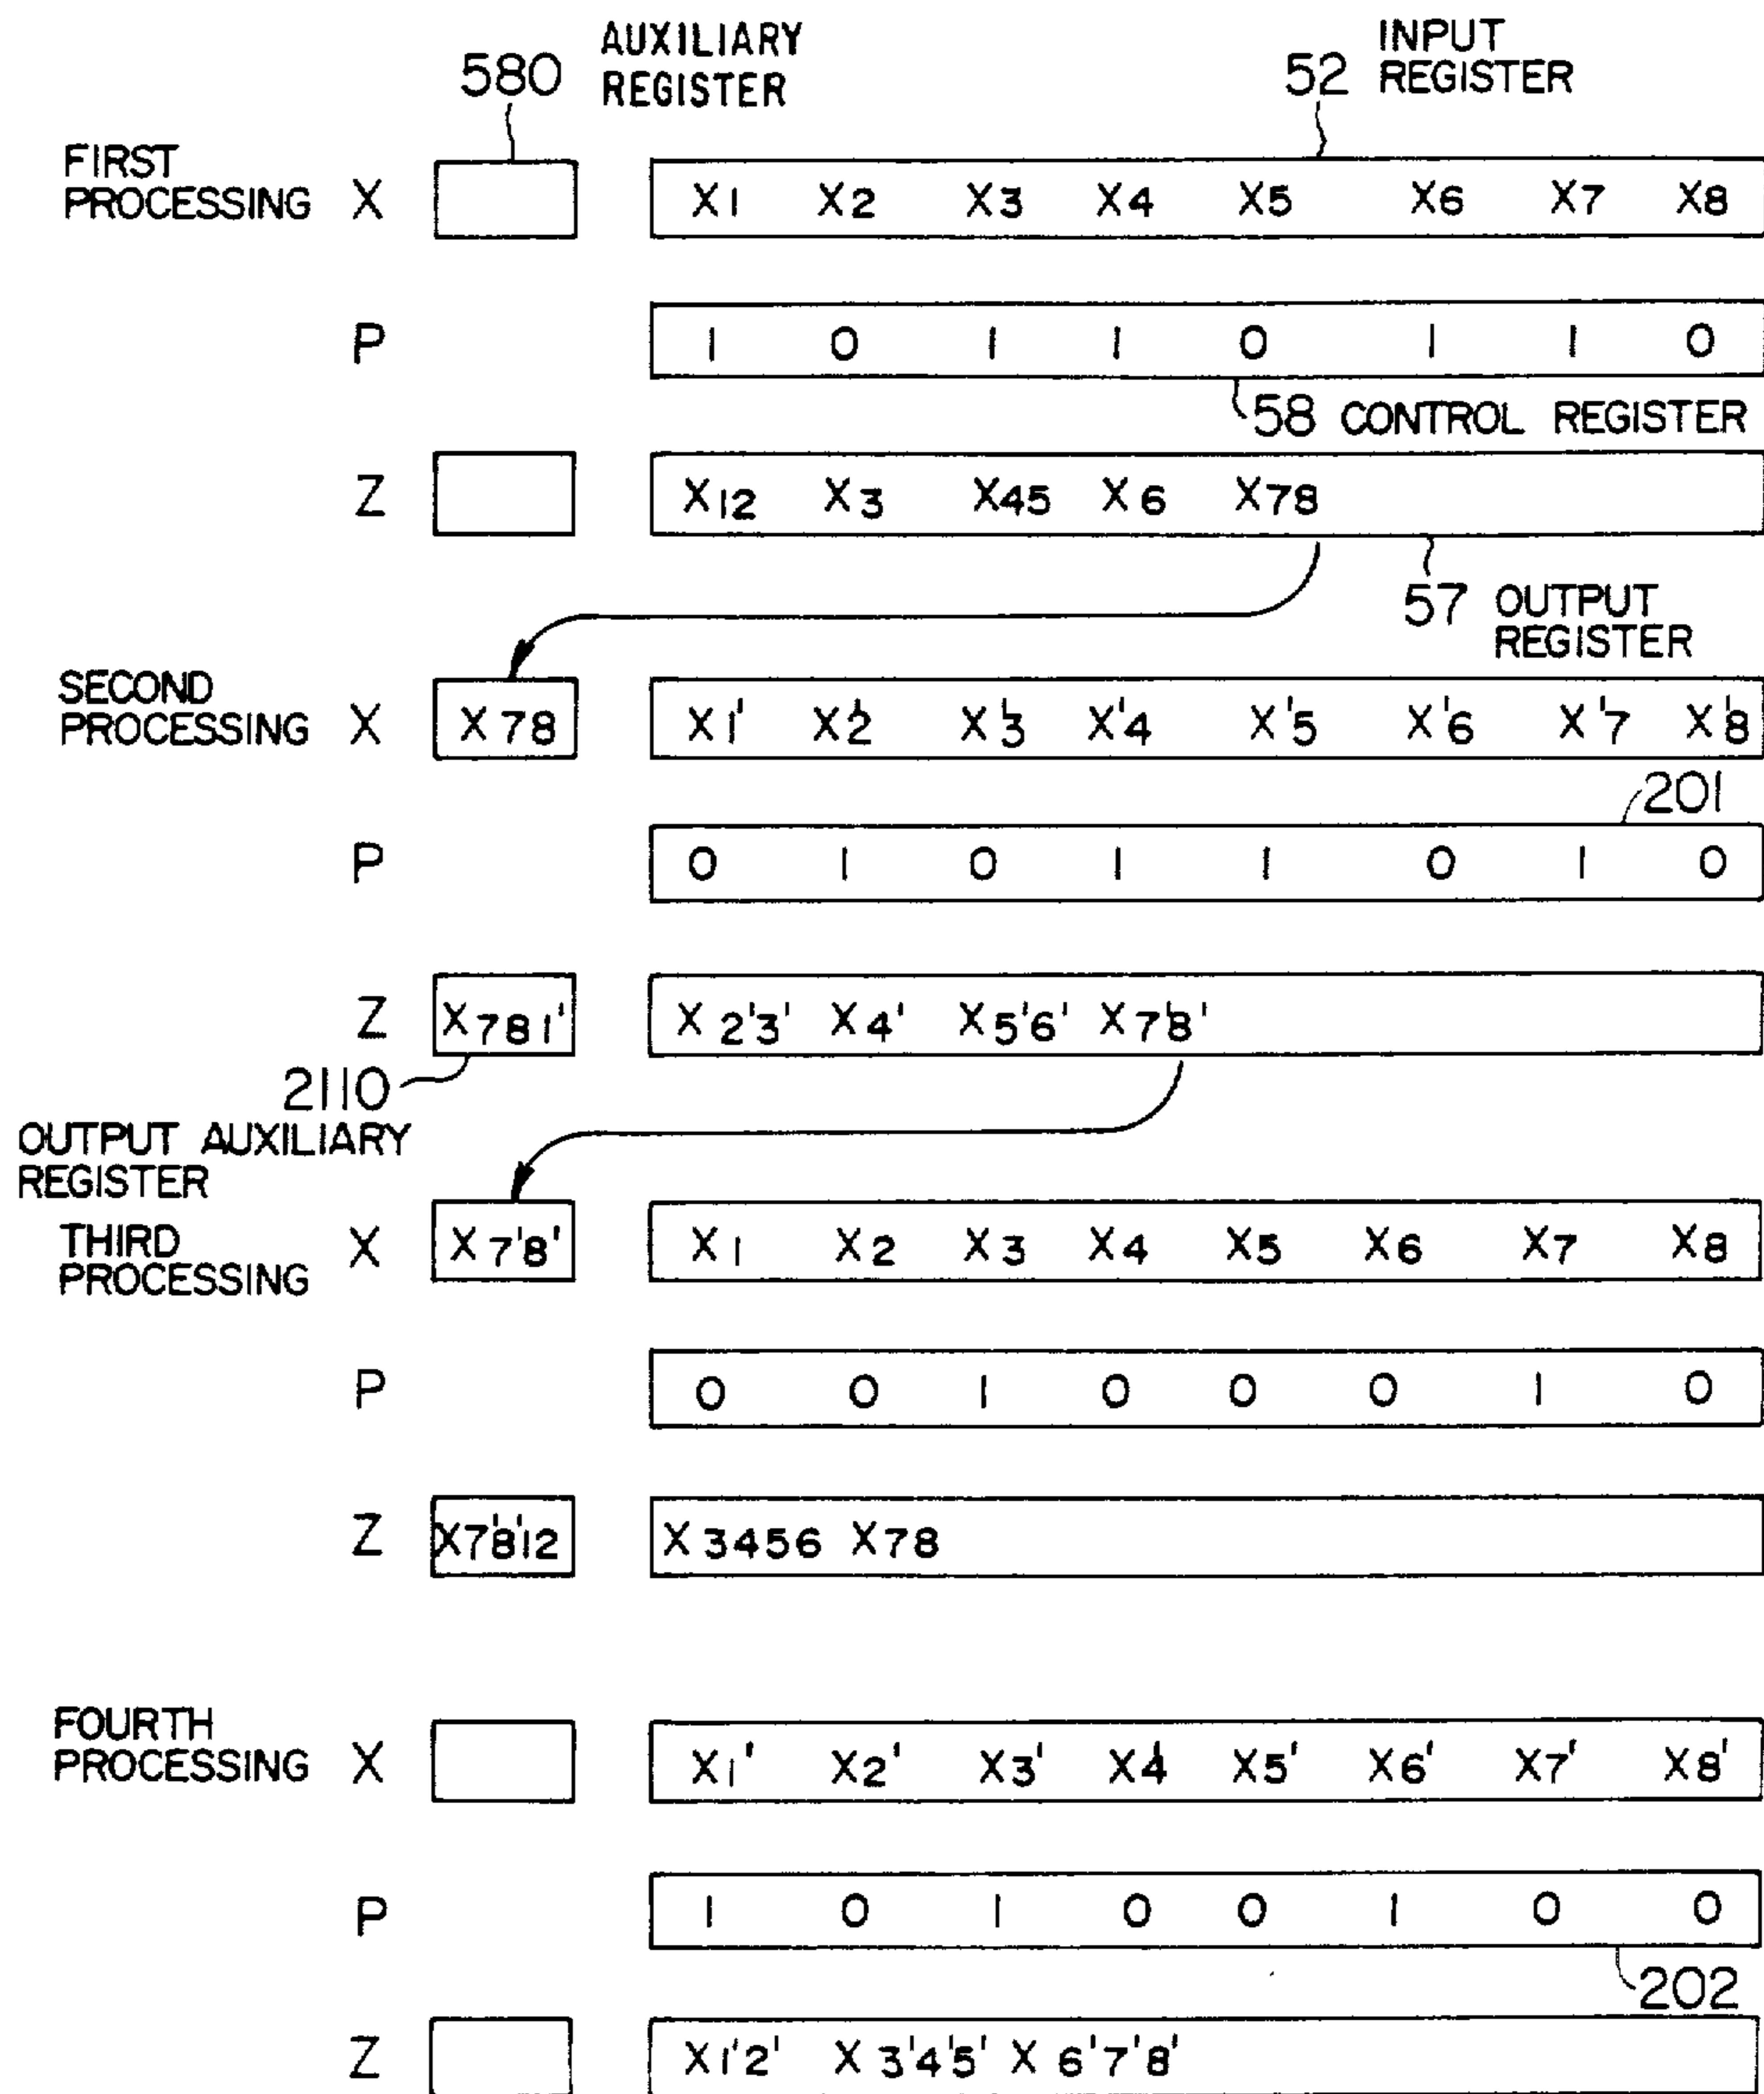 580 AUXILIARY REGISTER
52 INPUT REGISTER
FIRST PROCESSING X X1 X2 X3 X4 X5 X6 X7 X8
P 1 0 1 1 0 1 1 0
58 CONTROL REGISTER
Z X12 X3 X45 X6 X78
57 OUTPUT REGISTER
SECOND PROCESSING X X78 X1' X2' X3' X'4 X'5 X'6 X'7 X'8
201
P 0 1 0 1 1 0 1 0
Z X781' X2'3' X4' X5'6' X7'8'
2110 OUTPUT AUXILIARY REGISTER
THIRD PROCESSING X X7'8' X1 X2 X3 X4 X5 X6 X7 X8
P 0 0 1 0 0 0 1 0
Z X7'8'12 X3456 X78
FOURTH PROCESSING X X1' X2' X3' X4' X5' X6' X7' X8'
P 1 0 1 0 0 1 0 0
202
Z X1'2' X3'4'5' X6'7'8'